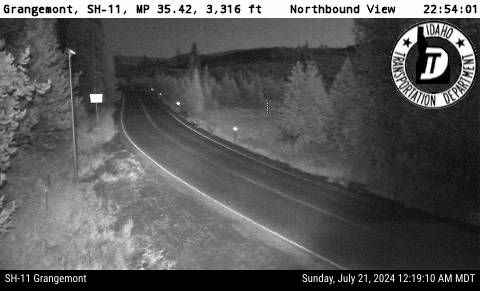 Grangemont, SH-11, MP 35.42, 3,316 ft Northbound View 22:54:01
IDAHO
TRANSPORTATION DEPARTMENT
SH-11 Grangemont Sunday, July 21, 2024 12:19:10 AM MDT